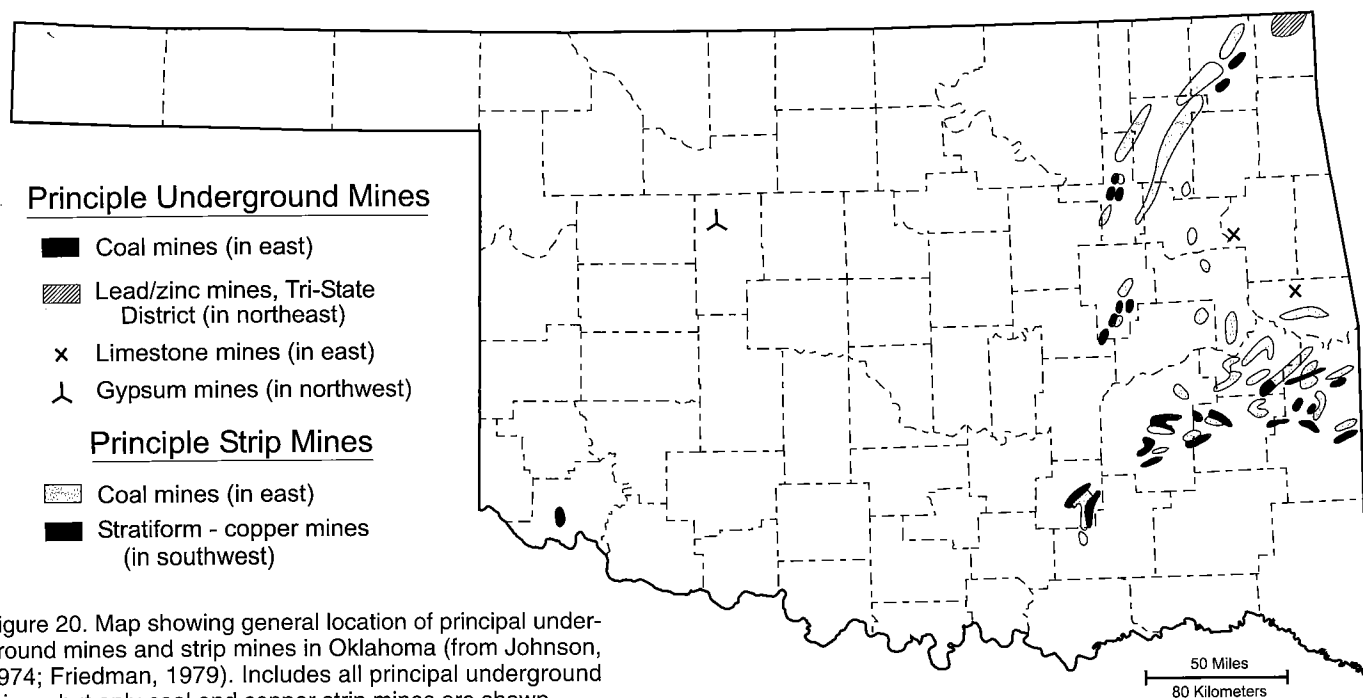 Principle Underground Mines
Coal mines (in east)
Lead/zinc mines, Tri-State
District (in northeast)
Limestone mines (in east)
Gypsum mines (in northwest)
Principle Strip Mines
Coal mines (in east)
Stratiform - copper mines
(in southwest)
igure 20. Map showing general location of principal under-
round mines and strip mines in Oklahoma (from Johnson,
974; Friedman, 1979). Includes all principal underground
but only coal and copper strip mines are shown
50 Miles
80 Kilometers